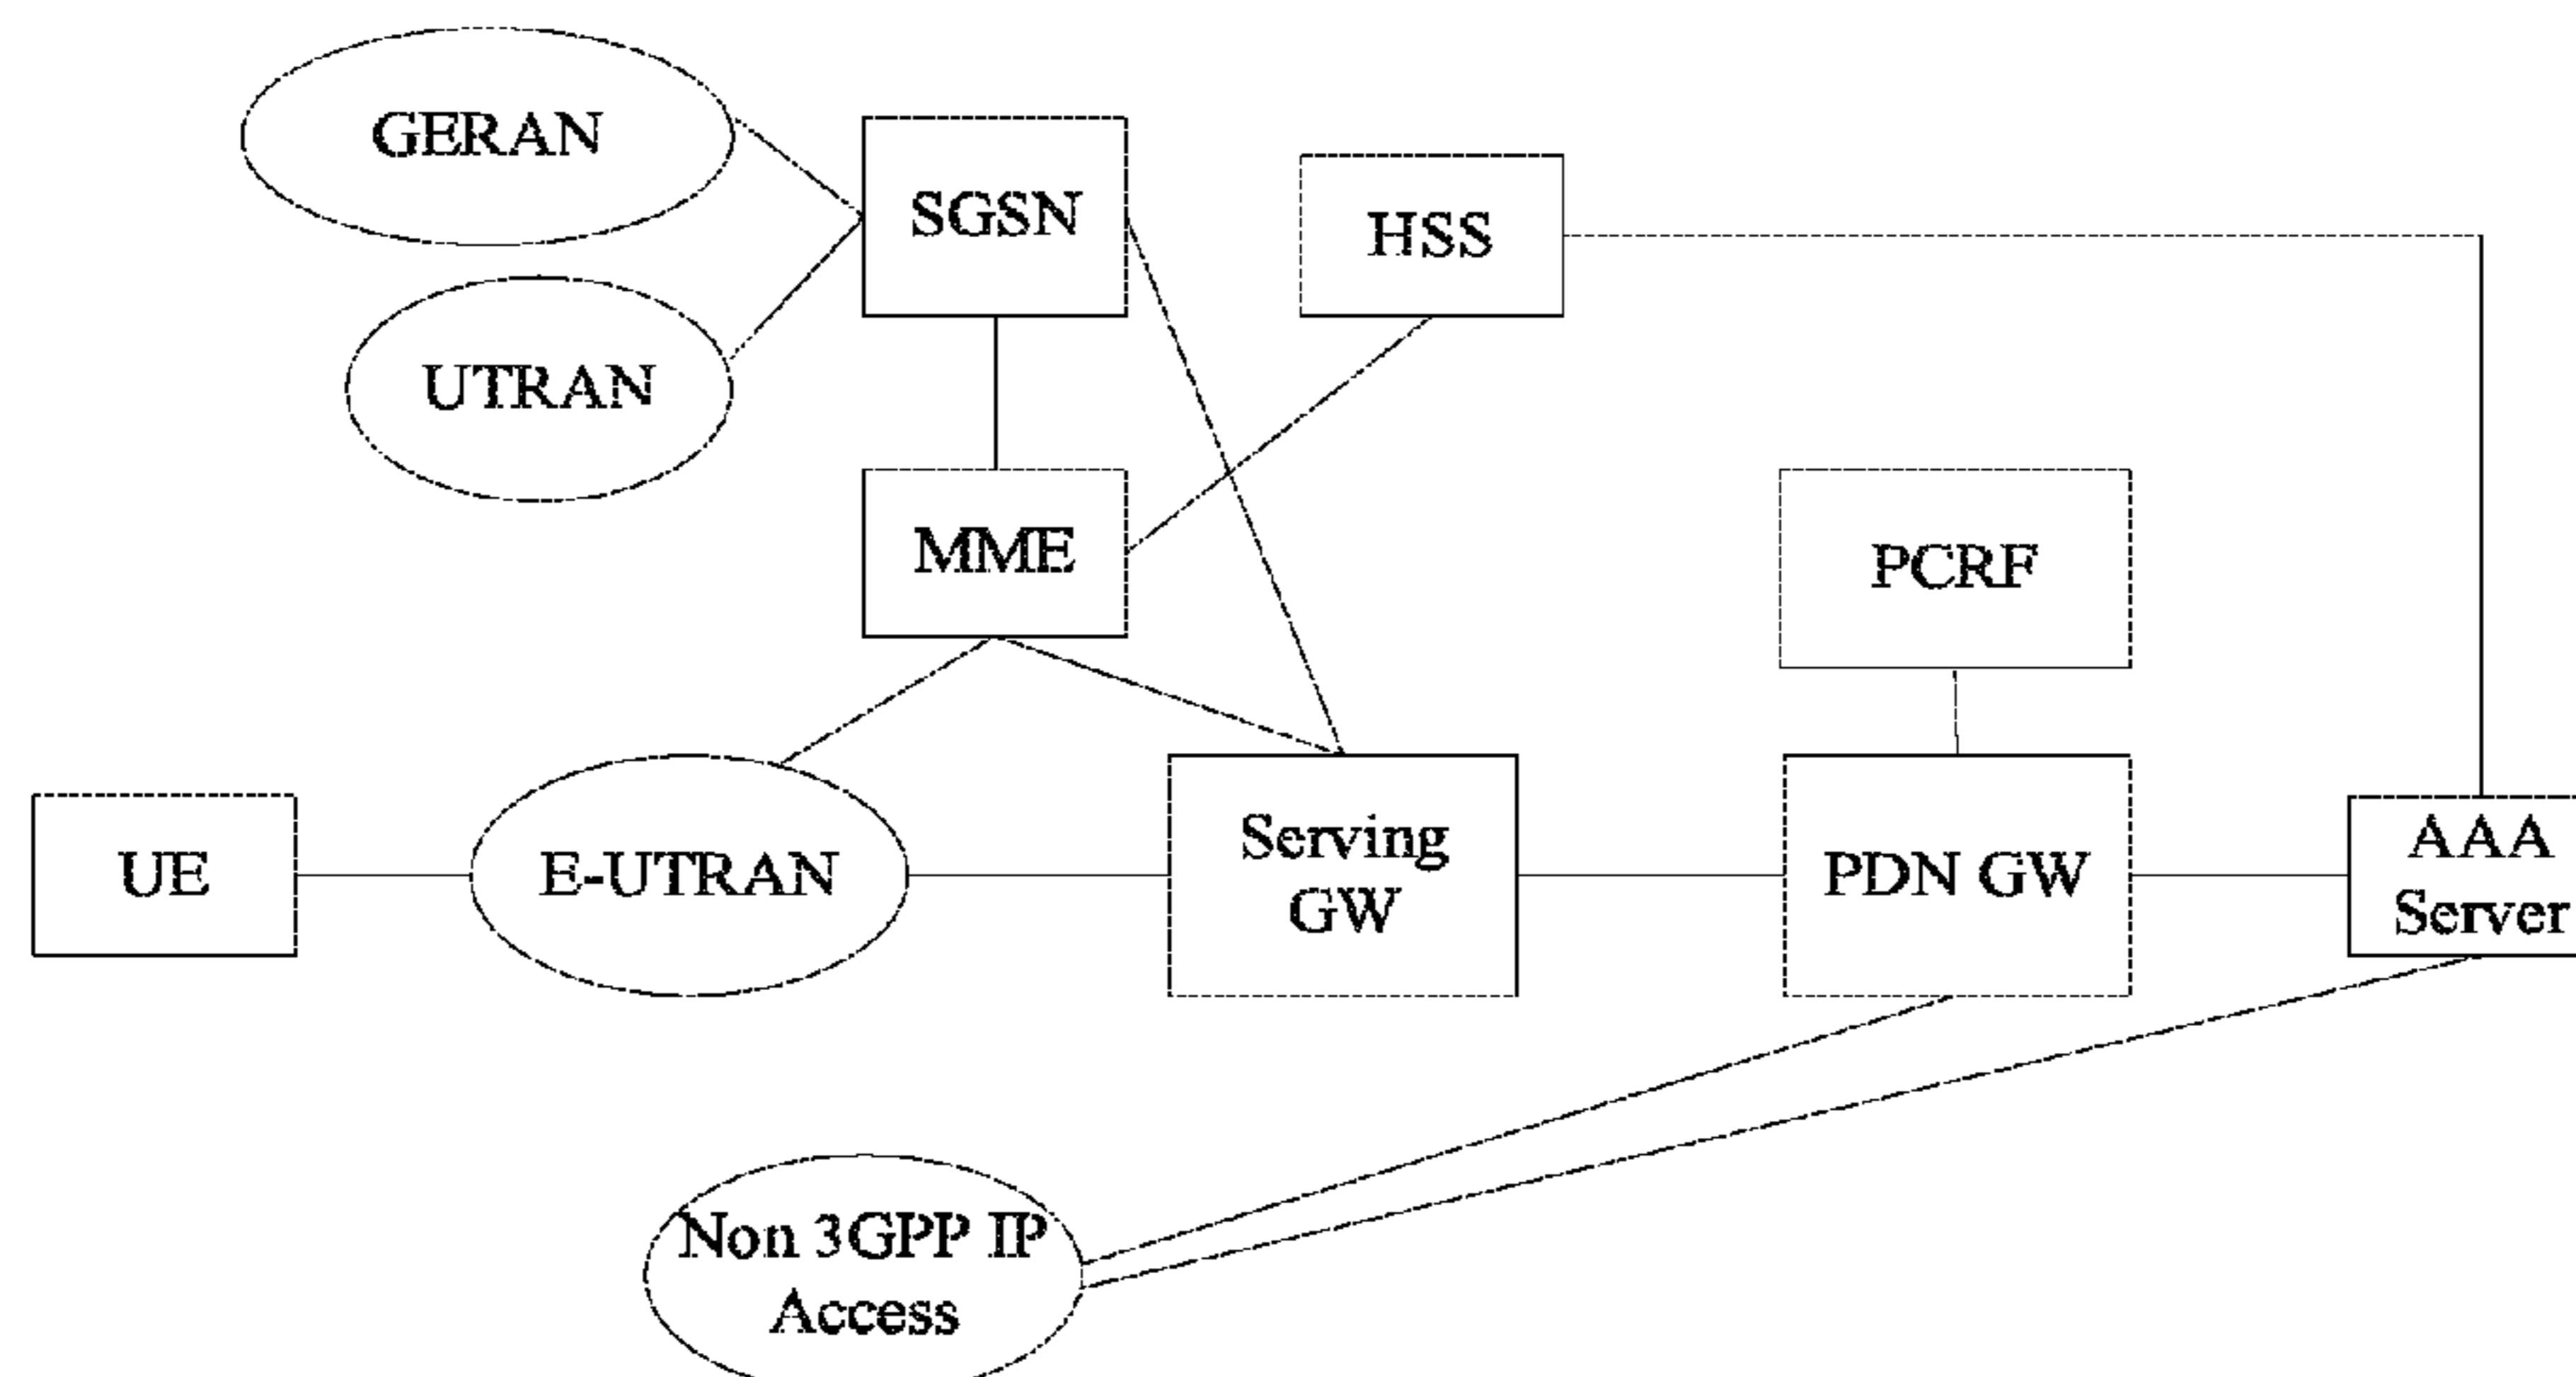 GERAN
SGSN
HSS
UTRAN
MME
PCRF
UE
E-UTRAN
Serving
GW
PDN GW
AAA
Server
Non 3GPP IP
Access